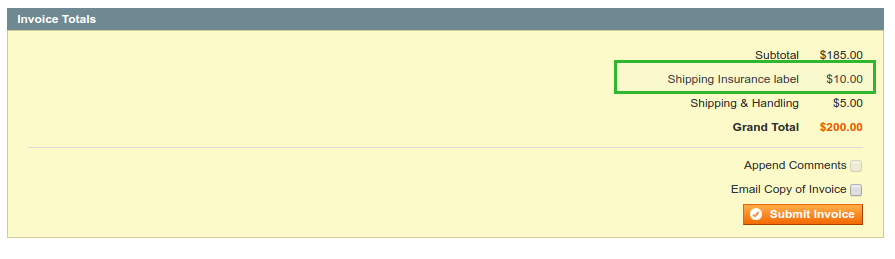 Invoice Totals
Subtotal $185.00
Shipping Insurance label $10.00
Shipping & Handling $5.00
Grand Total $200.00
Append Comments
Email Copy of Invoice
Submit Invoice